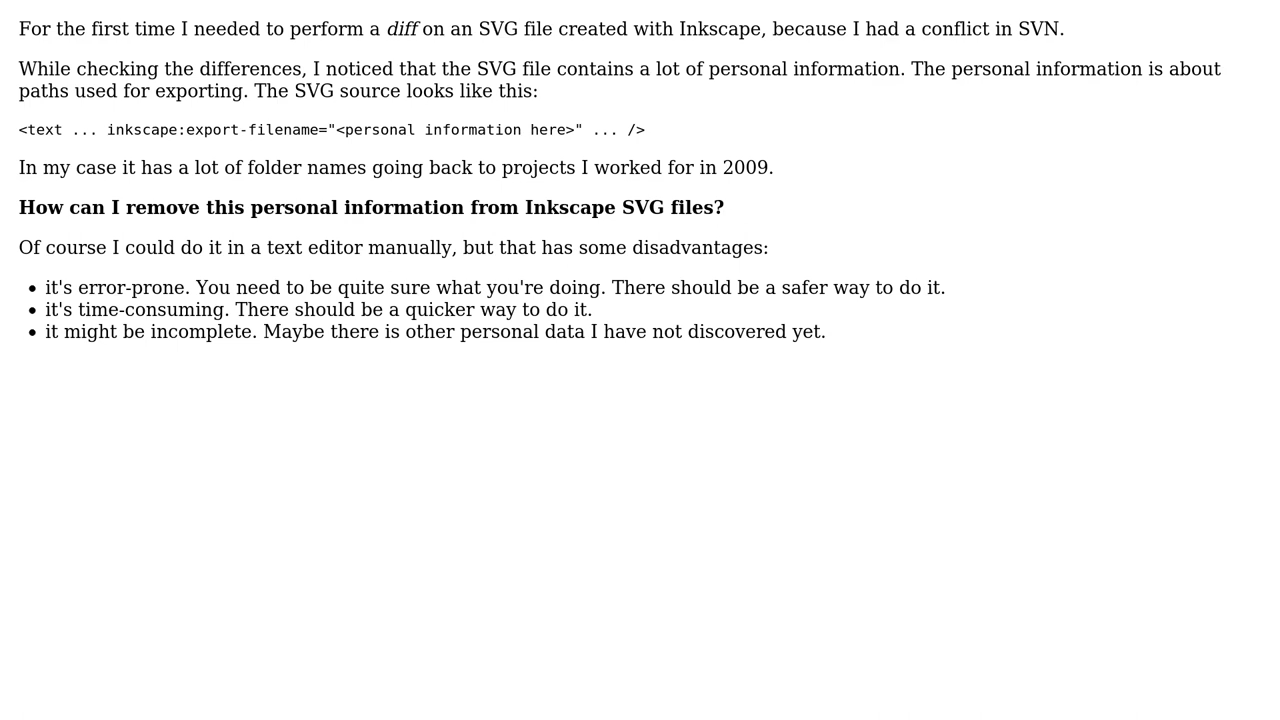 For the first time I needed to perform a diff on an SVG file created with Inkscape, because I had a conflict in SVN.
While checking the differences, I noticed that the SVG file contains a lot of personal information. The personal information is about
paths used for exporting. The SVG source looks like this:
<text ... inkscape:export-filename="<personal information here>" ... />
In my case it has a lot of folder names going back to projects I worked for in 2009.
How can I remove this personal information from Inkscape SVG files?
Of course I could do it in a text editor manually, but that has some disadvantages:
• it's error-prone. You need to be quite sure what you're doing. There should be a safer way to do it.
• it's time-consuming. There should be a quicker way to do it.
• it might be incomplete. Maybe there is other personal data I have not discovered yet.